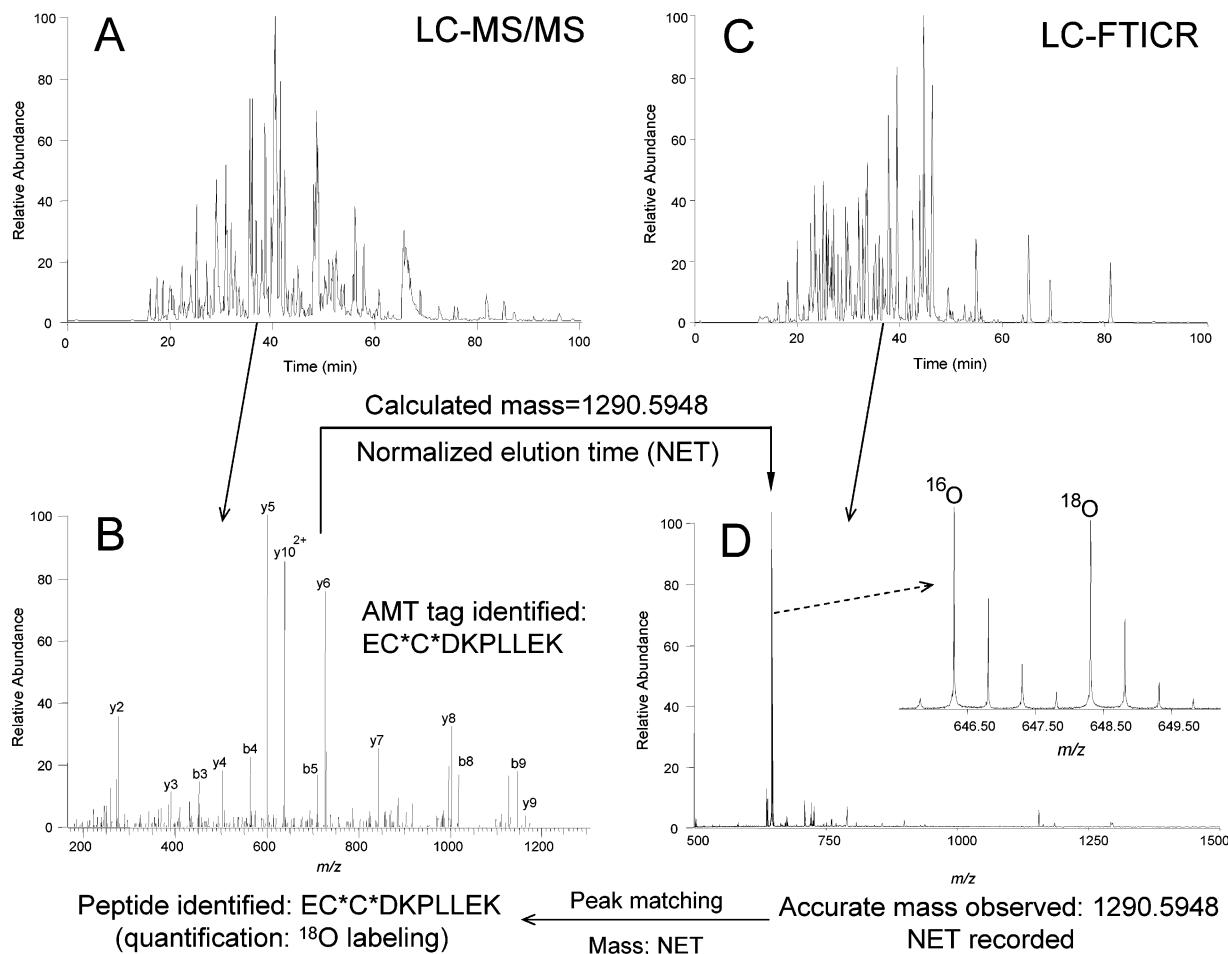 A
LC-MS/MS
Relative Abundance
100
80
60
40
20
0
0 20 40 60 80 100
Time (min)
C
LC-FTICR
Relative Abundance
100
80
60
40
20
0
20 40 60 80 100
Time (min)
Calculated mass=1290.5948
Normalized elution time (NET)
B
Relative Abundance
100
80
60
40
20
0
y5
y10 2+
y6
y2
y3
b3
y4
b4
b5
y7
y8
b8
b9
y9
AMT tag identified:
EC*C*DKPLLEK
200 400 600 800 1000 1200
m/z
D
Relative Abundance
100
80
60
40
20
0
16O
18O
646.50 647.50 648.50 649.50
m/z
500 750 1000 1250 1500
m/z
Peptide identified: EC*C*DKPLLEK
(quantification: 18O labeling)
Peak matching
Mass; NET
Accurate mass observed: 1290.5948
NET recorded